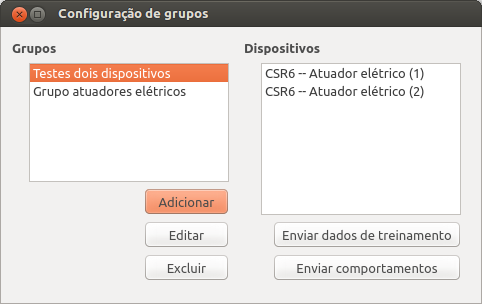 Configuração de grupos
Grupos
Testes dois dispositivos
Grupo atuadores elétricos
Adicionar
Editar
Excluir
Dispositivos
CSR6 -- Atuador elétrico (1)
CSR6 -- Atuador elétrico (2)
Enviar dados de treinamento
Enviar comportamentos